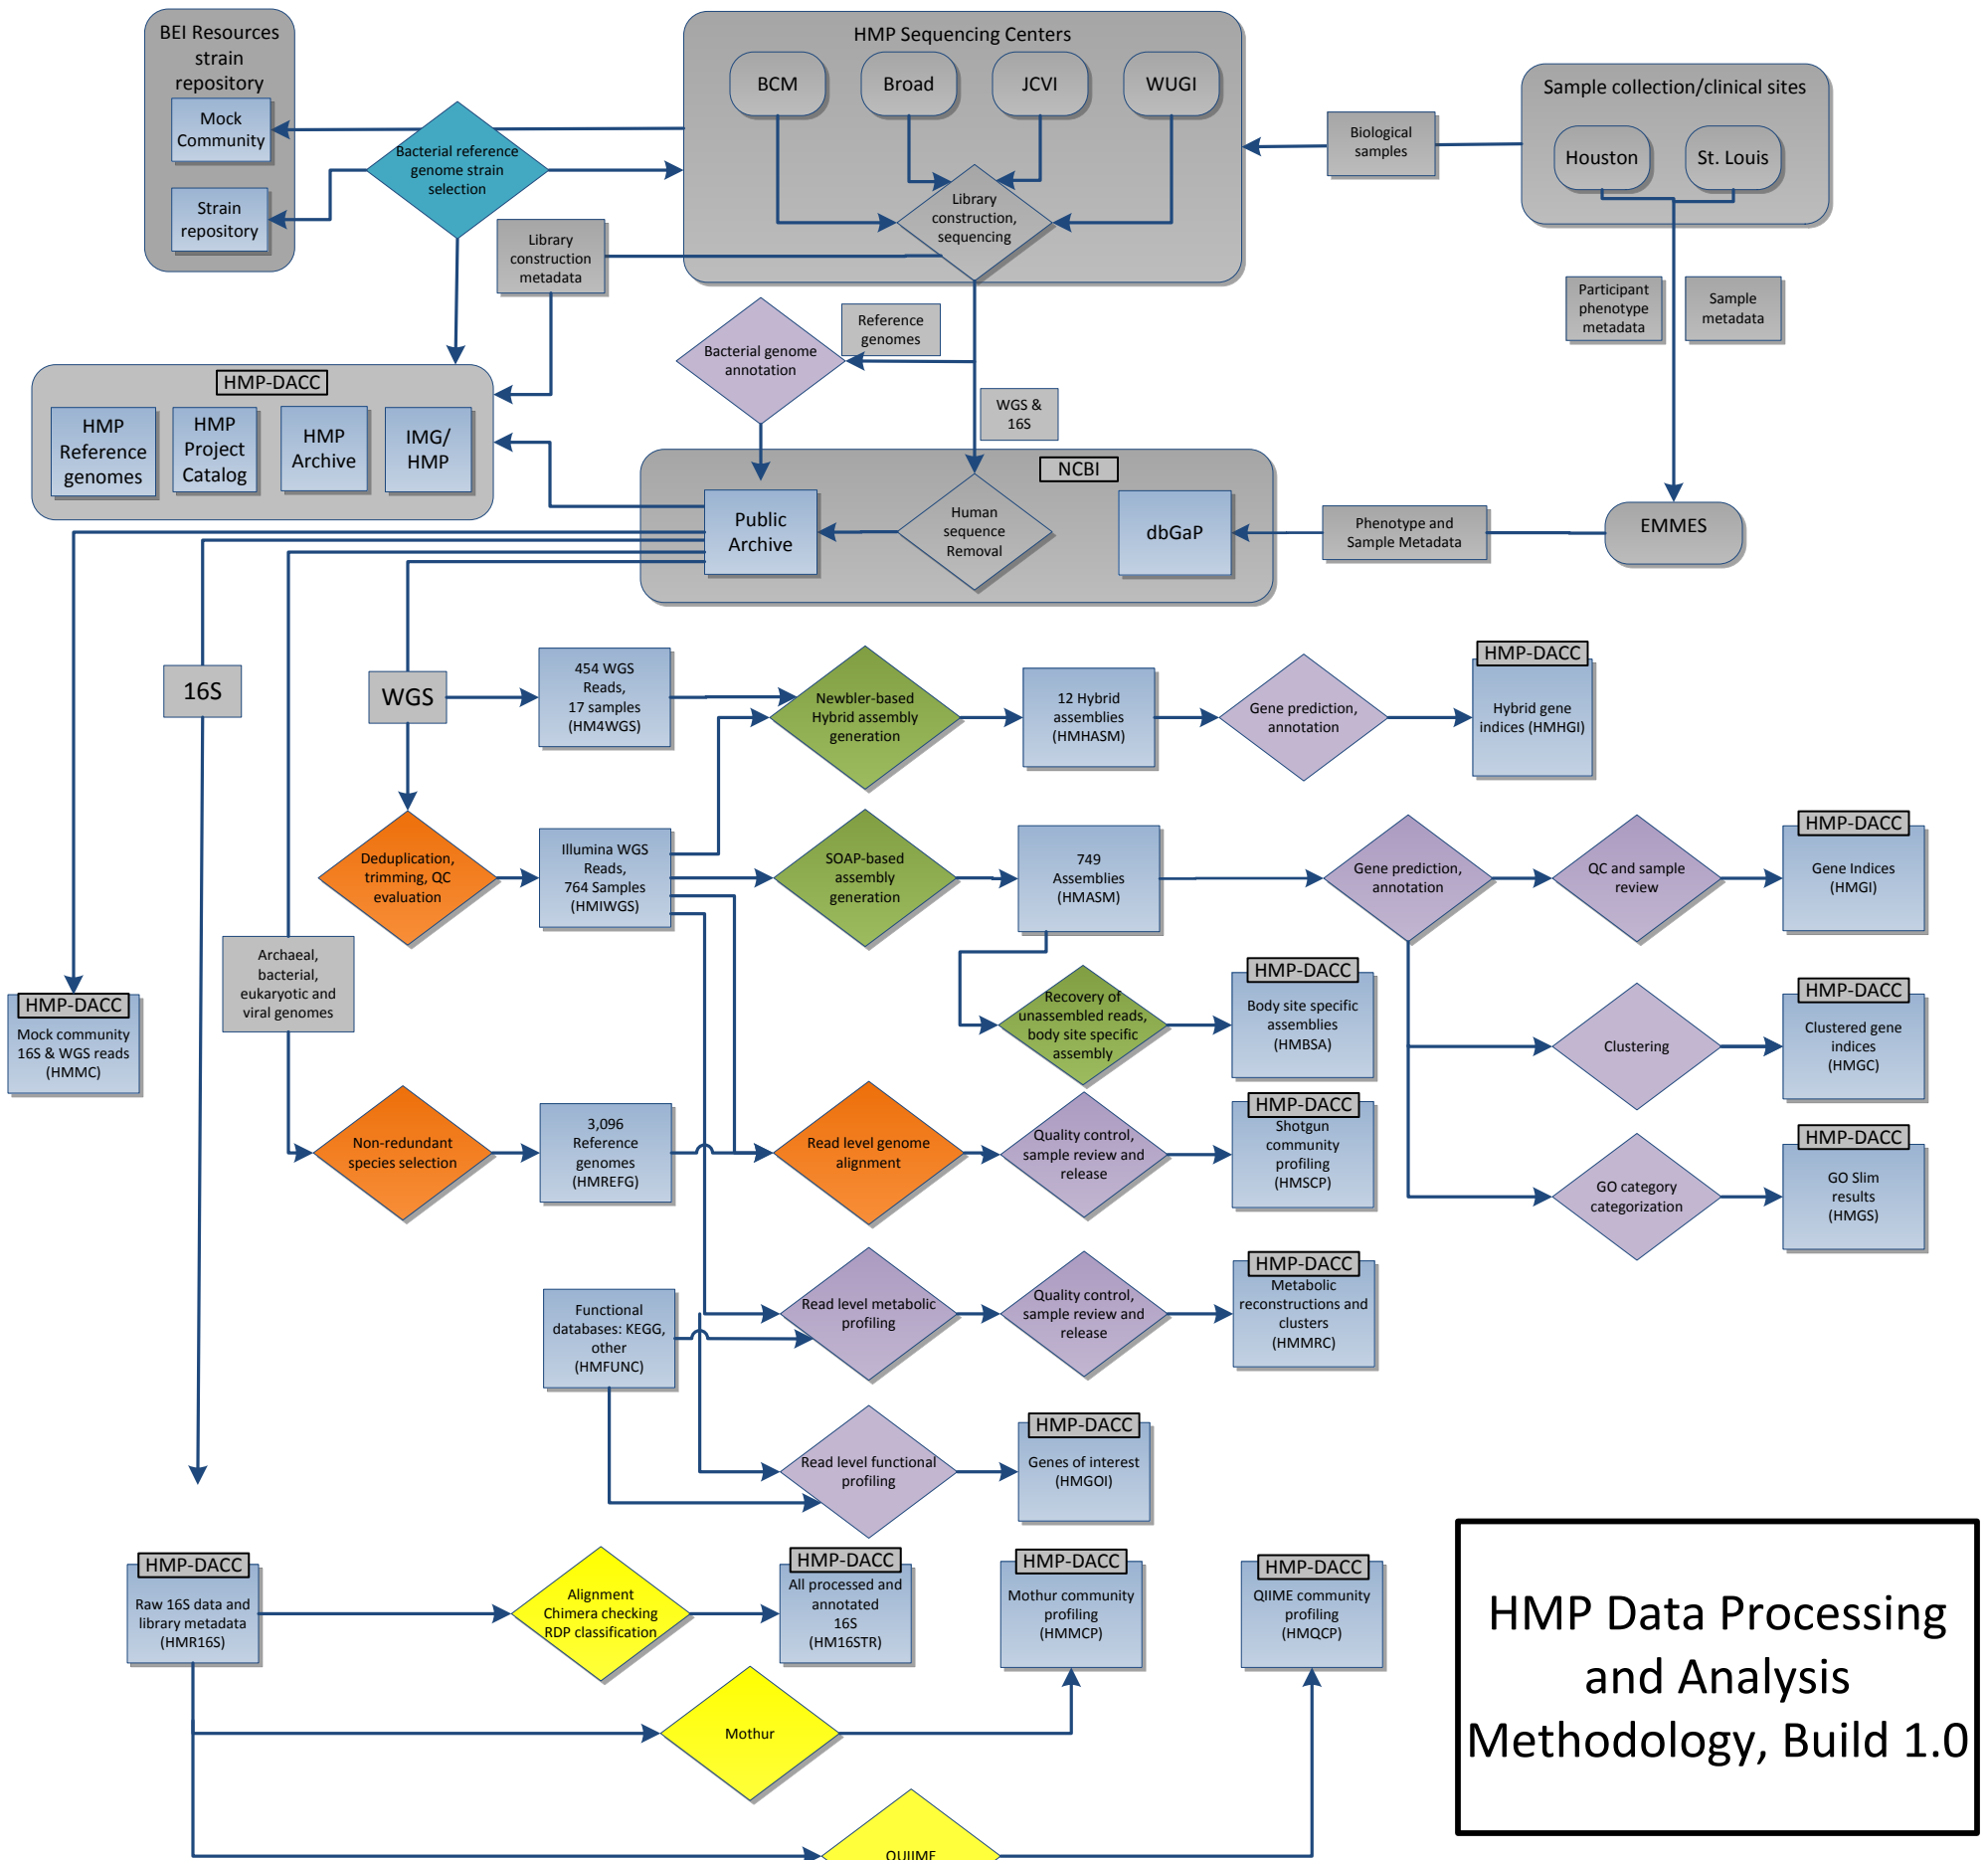 BEI Resources
strain
repository
Mock
Community
Strain
repository
Bacterial reference
genome strain
selection
HMP Sequencing Centers
BCM
Broad
JCVI
WUGI
Library
construction,
sequencing
Biological
samples
Sample collection/clinical sites
Houston
St. Louis
Library
construction
metadata
Participant
phenotype
metadata
Sample
metadata
Reference
genomes
Bacterial genome
annotation
WGS &
16S
HMP-DACC
HMP
Reference
genomes
HMP
Project
Catalog
HMP
Archive
IMG/
HMP
NCBI
Public
Archive
Human
sequence
Removal
dbGaP
Phenotype and
Sample Metadata
EMMES
16S
WGS
454 WGS
Reads,
17 samples
(HM4WGS)
Newbler-based
Hybrid assembly
generation
12 Hybrid
assemblies
(HMHASM)
Gene prediction,
annotation
HMP-DACC
Hybrid gene
indices (HMHGI)
Deduplication,
trimming, QC
evaluation
Illumina WGS
Reads,
764 Samples
(HMIWGS)
SOAP-based
assembly
generation
749
Assemblies
(HMASM)
Gene prediction,
annotation
QC and sample
review
HMP-DACC
Gene Indices
(HMGI)
Archaeal,
bacterial,
eukaryotic and
viral genomes
HMP-DACC
Mock community
16S & WGS reads
(HMMC)
Recovery of
unassembled reads,
body site specific
assembly
HMP-DACC
Body site specific
assemblies
(HMBSA)
Clustering
HMP-DACC
Clustered gene
indices
(HMGC)
Non-redundant
species selection
3,096
Reference
genomes
(HMREFG)
Read level genome
alignment
Quality control,
sample review and
release
HMP-DACC
Shotgun
community
profiling
(HMSCP)
GO category
categorization
HMP-DACC
GO Slim
results
(HMGS)
Functional
databases: KEGG,
other
(HMFUNC)
Read level metabolic
profiling
Quality control,
sample review and
release
HMP-DACC
Metabolic
reconstructions and
clusters
(HMMRC)
Read level functional
profiling
HMP-DACC
Genes of interest
(HMGOI)
HMP-DACC
Raw 16S data and
library metadata
(HMR16S)
Alignment
Chimera checking
RDP classification
HMP-DACC
All processed and
annotated
16S
(HM16STR)
HMP-DACC
Mothur community
profiling
(HMMCP)
HMP-DACC
QIIME community
profiling
(HMQCP)
Mothur
QUIIME
HMP Data Processing
and Analysis
Methodology, Build 1.0